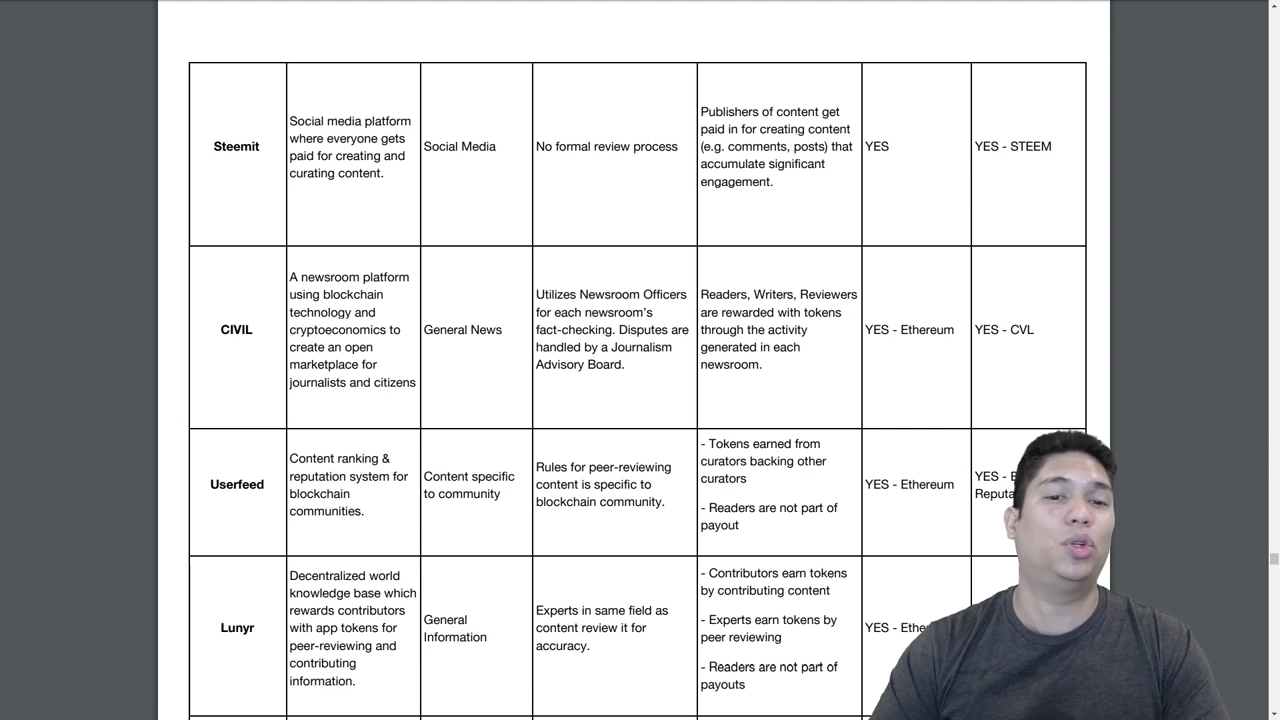 Steemit
Social media platform
where everyone gets
paid for creating and
curating content.
Social Media
No formal review process
Publishers of content get
paid in for creating content
(e.g. comments, posts) that
accumulate significant
engagement.
YES
YES - STEEM
CIVIL
A newsroom platform
using blockchain
technology and
cryptoeconomics to
create an open
marketplace for
journalists and citizens
General News
Utilizes Newsroom Officers
for each newsroom's
fact-checking. Disputes are
handled by a Journalism
Advisory Board.
Readers, Writers, Reviewers
are rewarded with tokens
through the activity
generated in each
newsroom.
YES - Ethereum
YES - CVL
Userfeed
Content ranking &
reputation system for
blockchain
communities.
Content specific
to community
Rules for peer-reviewing
content is specific to
blockchain community.
- Tokens earned from
curators backing other
curators
- Readers are not part of
payout
YES - Ethereum
YES -
Lunyr
Decentralized world
knowledge base which
rewards contributors
with app tokens for
peer-reviewing and
contributing
information.
General
Information
Experts in same field as
content review it for
accuracy.
- Contributors earn tokens
by contributing content
- Experts earn tokens by
peer reviewing
- Readers are not part of
payouts
YES -